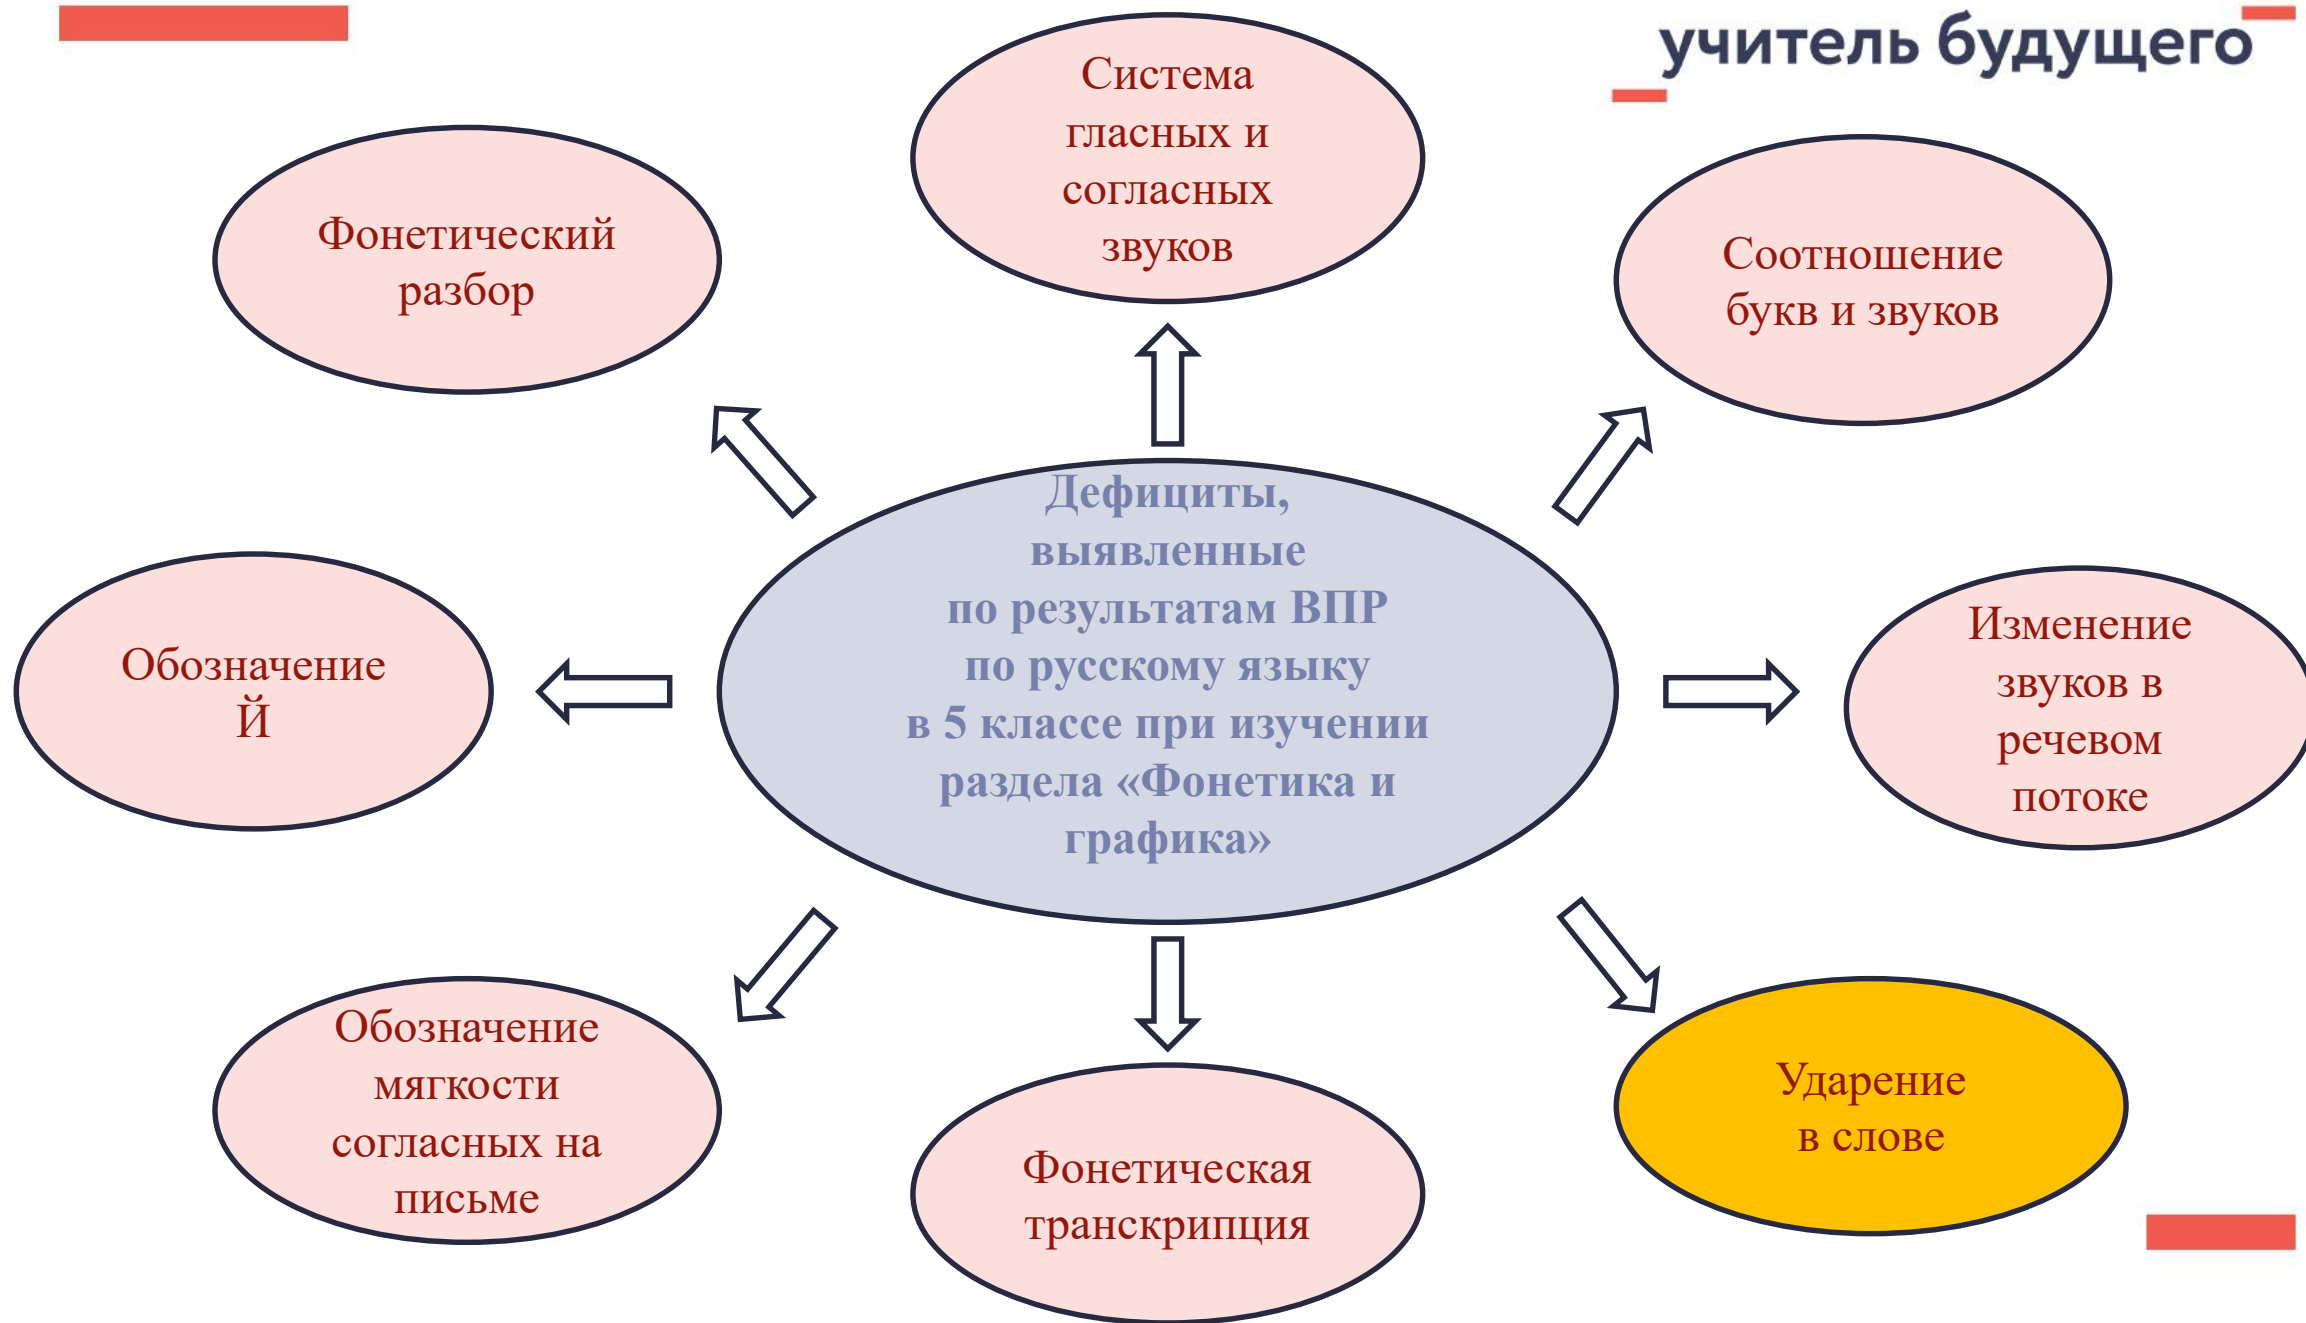 учитель будущего
Система
гласных и
согласных
звуков
Фонетический
разбор
Соотношение
букв и звуков
Дефициты,
выявленные
по результатам ВПР
по русскому языку
в 5 классе при изучении
раздела «Фонетика и
графика»
Обозначение
Й
Изменение
звуков в
речевом
потоке
Обозначение
мягкости
согласных на
письме
Фонетическая
транскрипция
Ударение
в слове